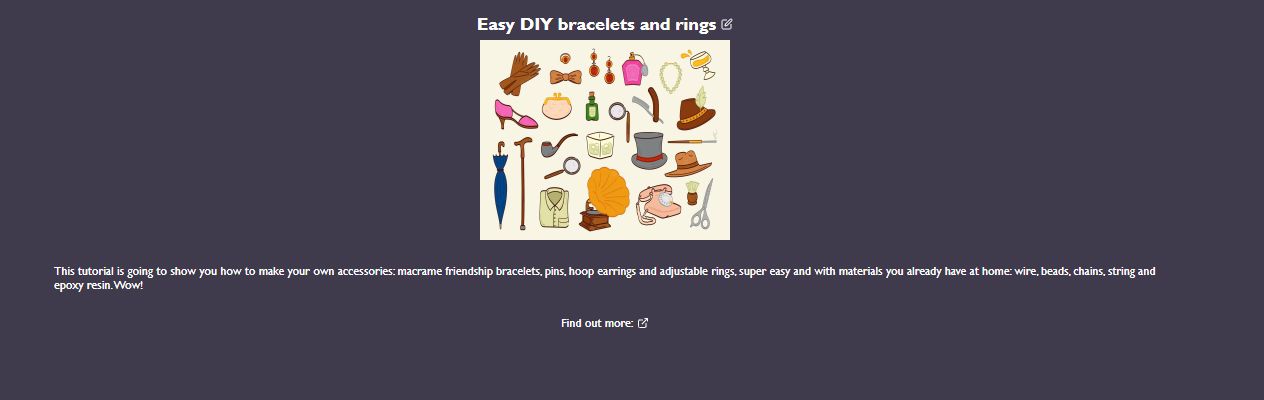 Easy DIY bracelets and rings
This tutorial is going to show you how to make your own accessories: macrame friendship bracelets, pins, hoop earrings and adjustable rings, super easy and with materials you already have at home: wire, beads, chains, string and
epoxy resin. Wow!
Find out more: